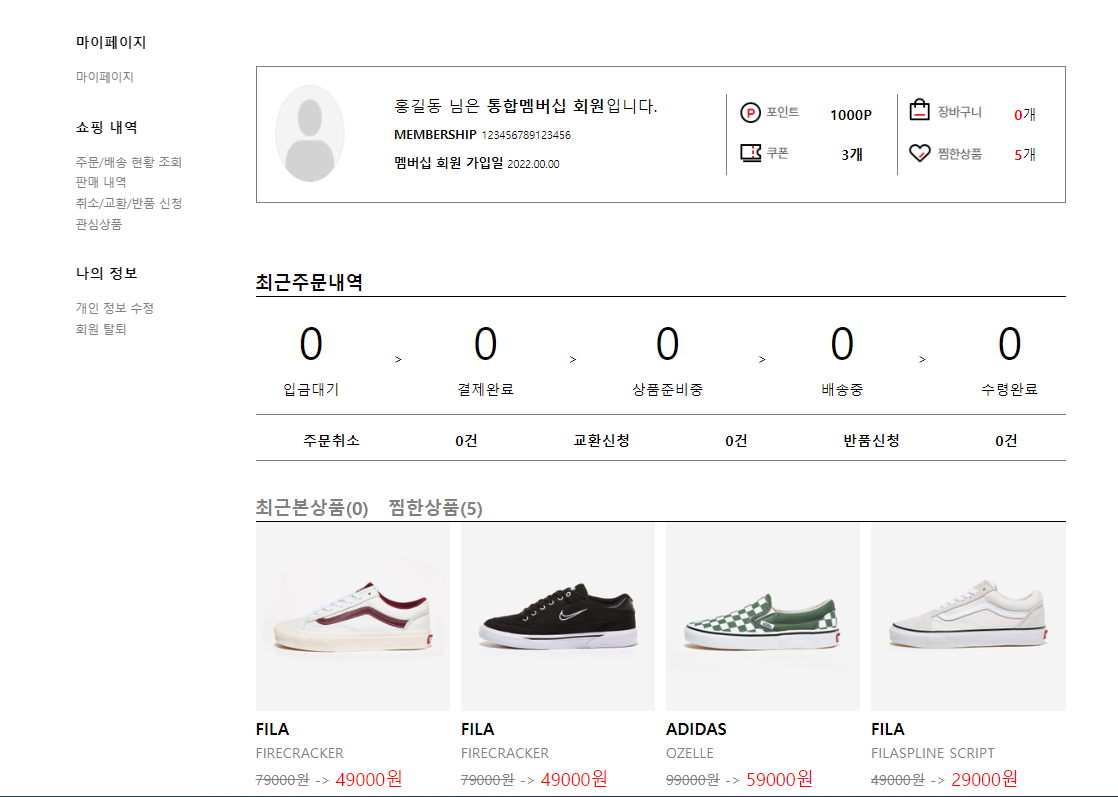 마이페이지
마이페이지
쇼핑 내역
주문/배송 현황 조회
판매 내역
취소/교환/반품 신청
관심상품
나의 정보
개인 정보 수정
회원 탈퇴
홍길동 님은 통합멤버십 회원입니다.
MEMBERSHIP 123456789123456
멤버십 회원 가입일 2022.00.00
P 포인트 1000P
쿠폰 3개
장바구니 0개
찜한상품 5개
최근주문내역
0 > 0 > 0 > 0 > 0
입금대기 결제완료 상품준비중 배송중 수령완료
주문취소 0건 교환신청 0건 반품신청 0건
최근본상품(0) 찜한상품(5)
FILA
FIRECRACKER
79000원 -> 49000원
FILA
FIRECRACKER
79000원 -> 49000원
ADIDAS
OZELLE
99000원 -> 59000원
FILA
FILASPLINE SCRIPT
49000원 -> 29000원